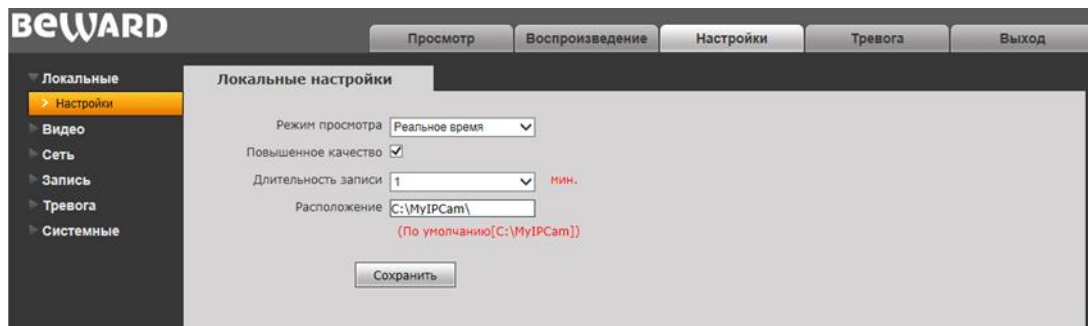 BEWARD
Просмотр Воспроизведение Настройки Тревога Выход
Локальные
> Настройки
Видео
Сеть
Запись
Тревога
Системные
Локальные настройки
Режим просмотра Реальное время
Повышенное качество
Длительность записи 1 мин.
Расположение C:\MyIPCam\
(По умолчанию[C:\MyIPCam])
Сохранить